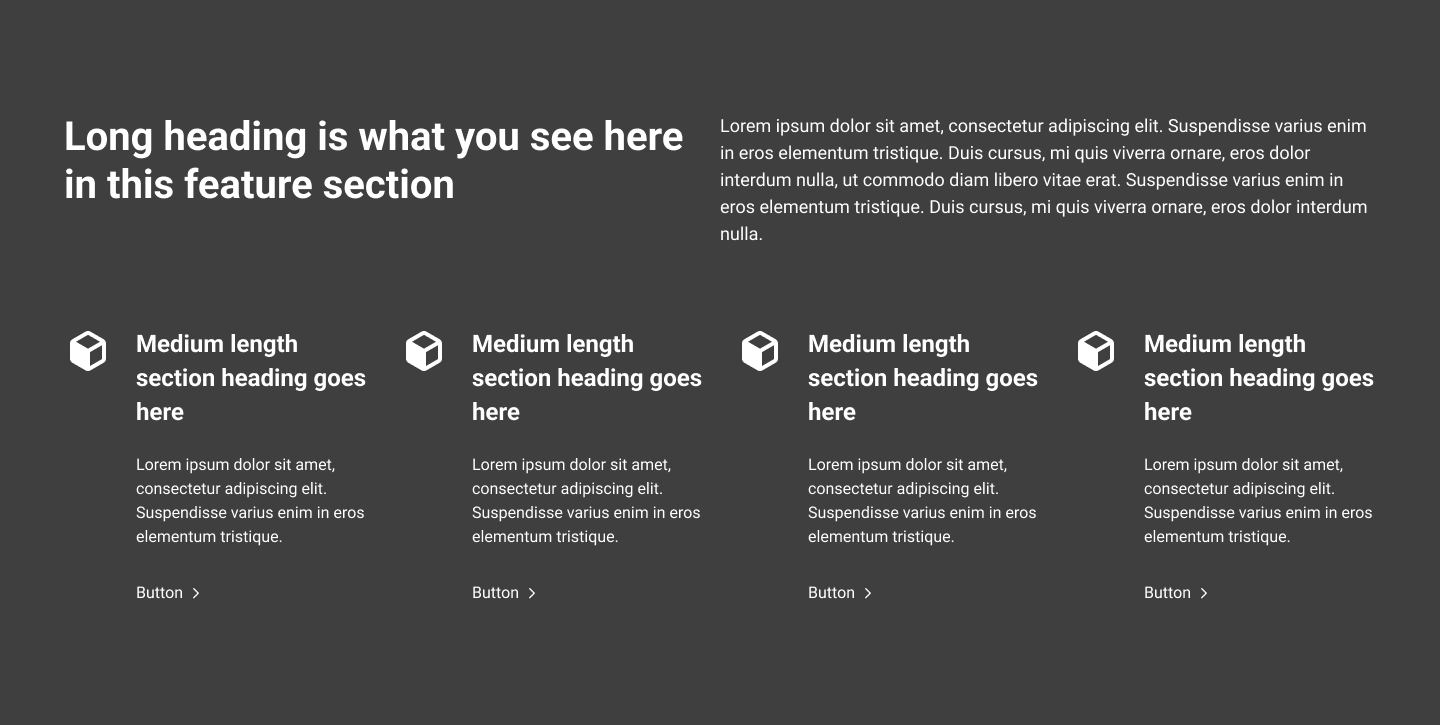 Long heading is what you see here
in this feature section
Lorem ipsum dolor sit amet, consectetur adipiscing elit. Suspendisse varius enim
in eros elementum tristique. Duis cursus, mi quis viverra ornare, eros dolor
interdum nulla, ut commodo diam libero vitae erat. Suspendisse varius enim in
eros elementum tristique. Duis cursus, mi quis viverra ornare, eros dolor interdum
nulla.
Medium length
section heading goes
here
Lorem ipsum dolor sit amet,
consectetur adipiscing elit.
Suspendisse varius enim in eros
elementum tristique.
Button
Medium length
section heading goes
here
Lorem ipsum dolor sit amet,
consectetur adipiscing elit.
Suspendisse varius enim in eros
elementum tristique.
Button
Medium length
section heading goes
here
Lorem ipsum dolor sit amet,
consectetur adipiscing elit.
Suspendisse varius enim in eros
elementum tristique.
Button
Medium length
section heading goes
here
Lorem ipsum dolor sit amet,
consectetur adipiscing elit.
Suspendisse varius enim in eros
elementum tristique.
Button